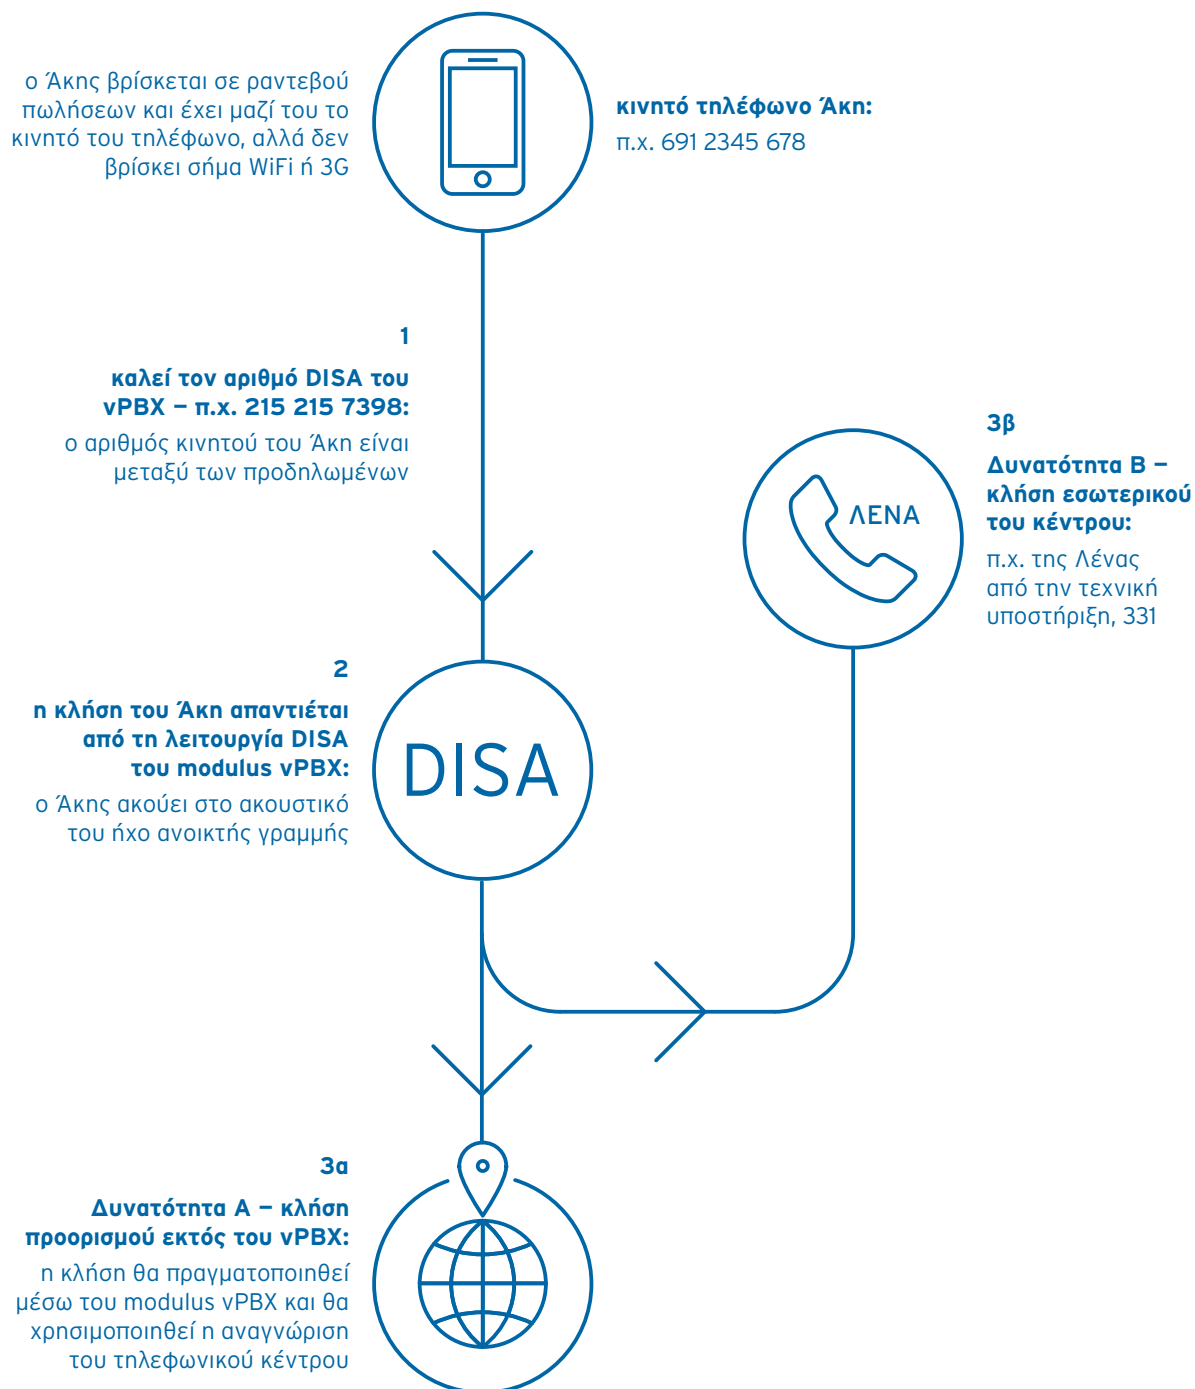 ο Άκης βρίσκεται σε ραντεβού
πωλήσεων και έχει μαζί του το
κινητό του τηλέφωνο, αλλά δεν
βρίσκει σήμα WiFi ή 3G
κινητό τηλέφωνο Άκη:
π.χ. 691 2345 678
1
καλεί τον αριθμό DISA του
vPBX – π.χ. 215 215 7398:
ο αριθμός κινητού του Άκη είναι
μεταξύ των προδηλωμένων
2
η κλήση του Άκη απαντιέται
από τη λειτουργία DISA
του modulus vPBX:
ο Άκης ακούει στο ακουστικό
του ήχο ανοικτής γραμμής
DISA
3β
Δυνατότητα Β –
κλήση εσωτερικού
του κέντρου:
π.χ. της Λένας
από την τεχνική
υποστήριξη, 331
ΛΕΝΑ
3α
Δυνατότητα Α – κλήση
προορισμού εκτός του vPBX:
η κλήση θα πραγματοποιηθεί
μέσω του modulus vPBX και θα
χρησιμοποιηθεί η αναγνώριση
του τηλεφωνικού κέντρου